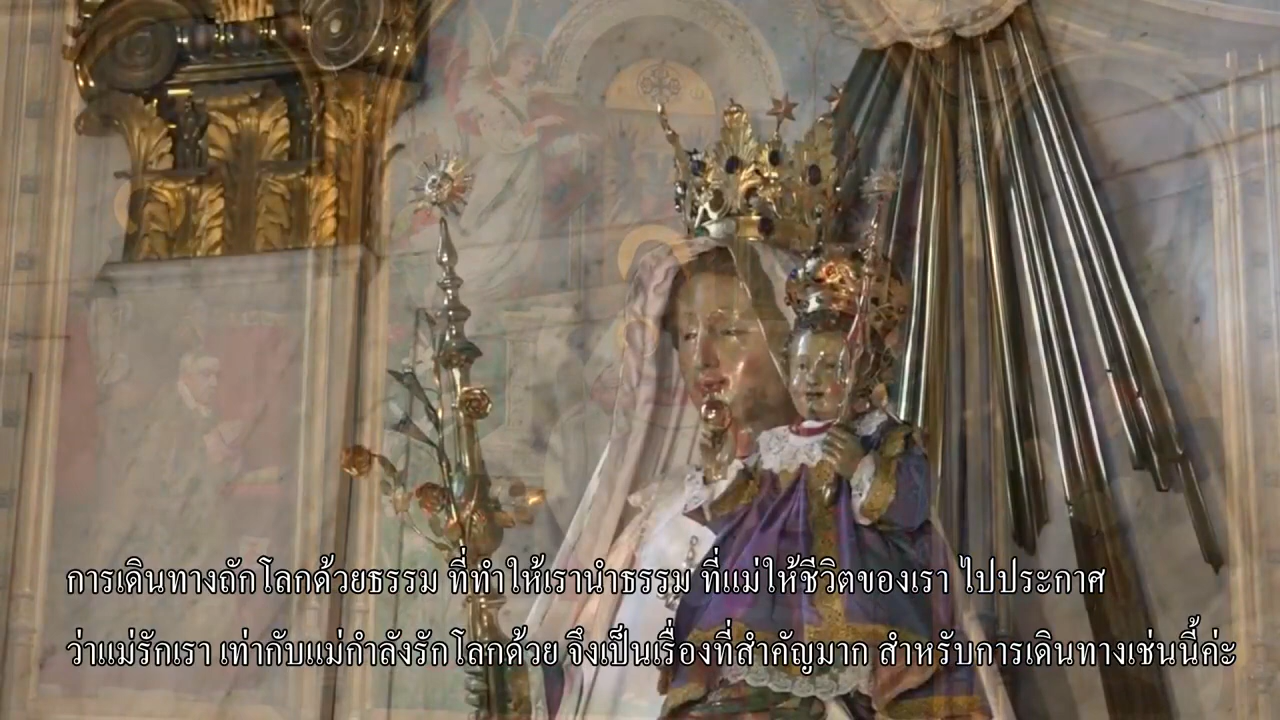 การเดินทางถักโลกด้วยธรรม ที่ทำให้เรานำธรรม ที่แม่ให้ชีวิตของเรา ไปประกาศ
ว่าแม่รักเรา เท่ากับแม่กำลังรักโลกด้วย จึงเป็นเรื่องที่สำคัญมาก สำหรับการเดินทางเช่นนี้ค่ะ